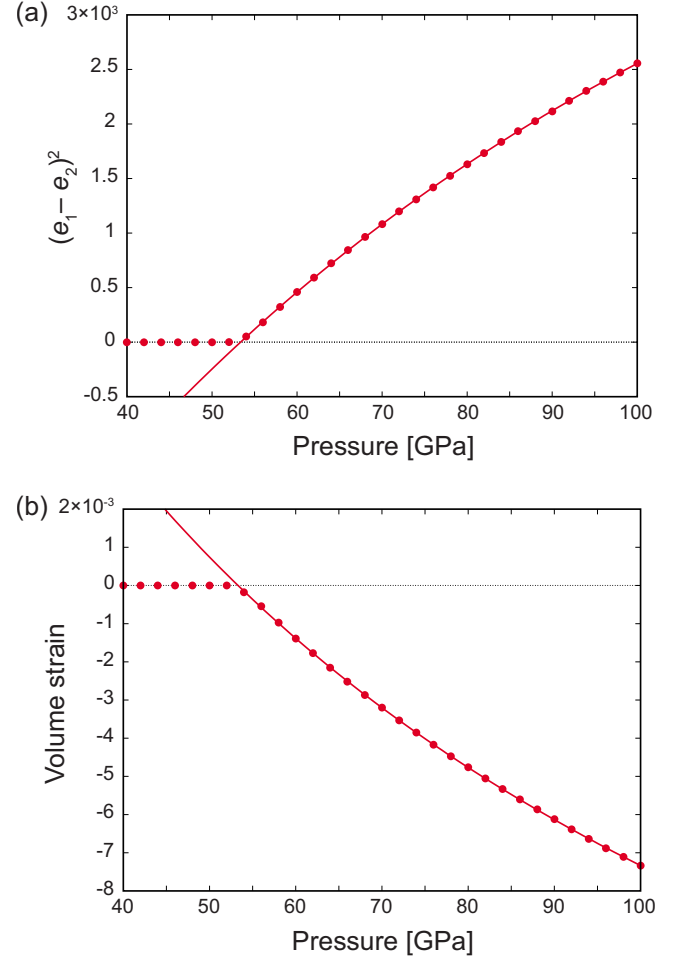 (a)
3×10³
2.5
2
1.5
1
0.5
0
-0.5
(e₁– e₂)²
40 50 60 70 80 90 100
Pressure [GPa]
(b)
2×10⁻³
1
0
-1
-2
-3
-4
-5
-6
-7
-8
Volume strain
40 50 60 70 80 90 100
Pressure [GPa]